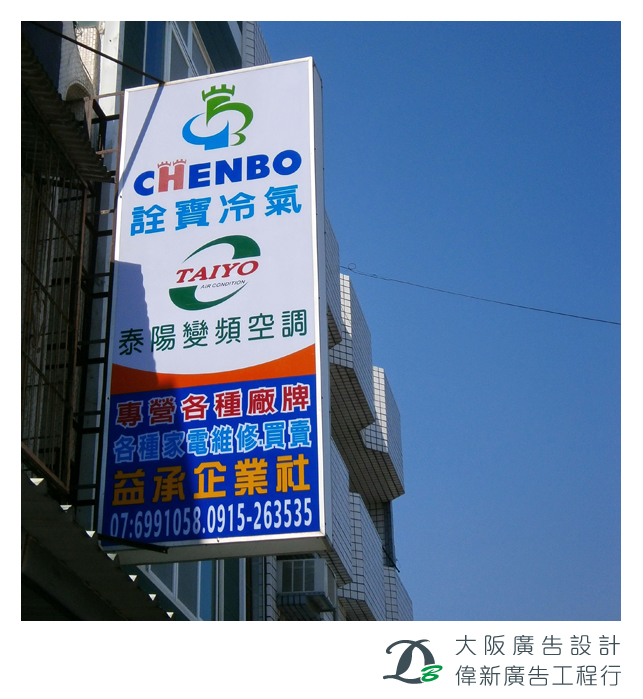 CHENBO
詮寶冷氣
TAIYO
AIR CONDITION
泰陽變頻空調
專營各種廠牌
各種家電維修.買賣
益承企業社
07:6991058.0915-263535
大阪廣告設計
偉新廣告工程行